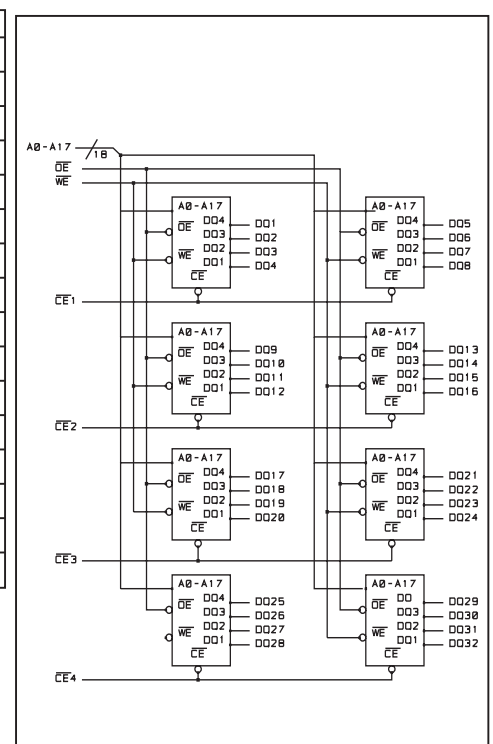 A0-A17
18
OE
WE
A0-A17 A0-A17
OE DQ4 DQ1 OE DQ4 DQ5
DQ3 DQ2 DQ3 DQ6
WE DQ2 DQ3 WE DQ2 DQ7
DQ1 DQ4 DQ1 DQ8
CE CE
CE1
A0-A17 A0-A17
OE DQ4 DQ9 OE DQ4 DQ13
DQ3 DQ10 DQ3 DQ14
WE DQ2 DQ11 WE DQ2 DQ15
DQ1 DQ12 DQ1 DQ16
CE CE
CE2
A0-A17 A0-A17
OE DQ4 DQ17 OE DQ4 DQ21
DQ3 DQ18 DQ3 DQ22
WE DQ2 DQ19 WE DQ2 DQ23
DQ1 DQ20 DQ1 DQ24
CE CE
CE3
A0-A17 A0-A17
OE DQ4 DQ25 OE DQ DQ29
DQ3 DQ26 DQ3 DQ30
WE DQ2 DQ27 WE DQ2 DQ31
DQ1 DQ28 DQ1 DQ32
CE CE
CE4